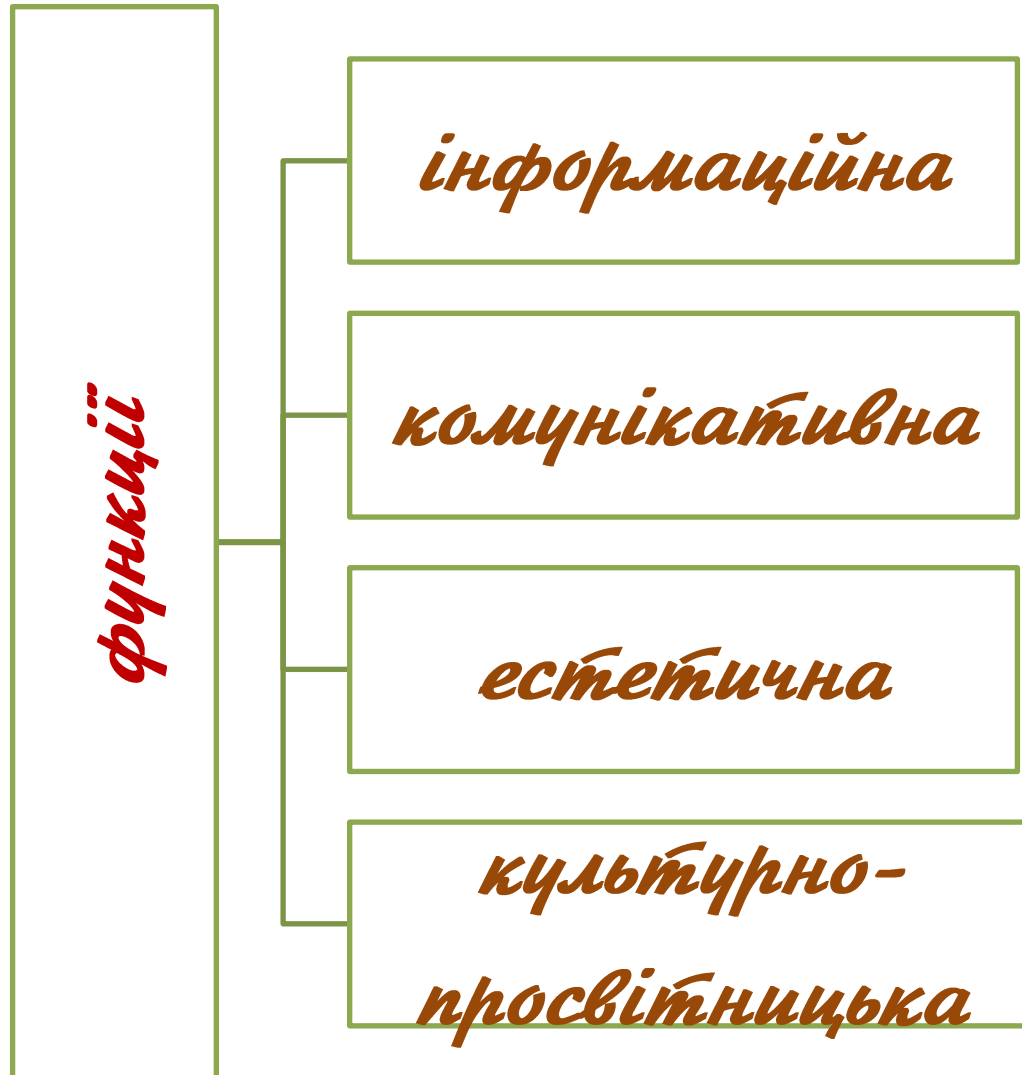 функції
інформаційна
комунікативна
естетична
культурно-
просвітницька